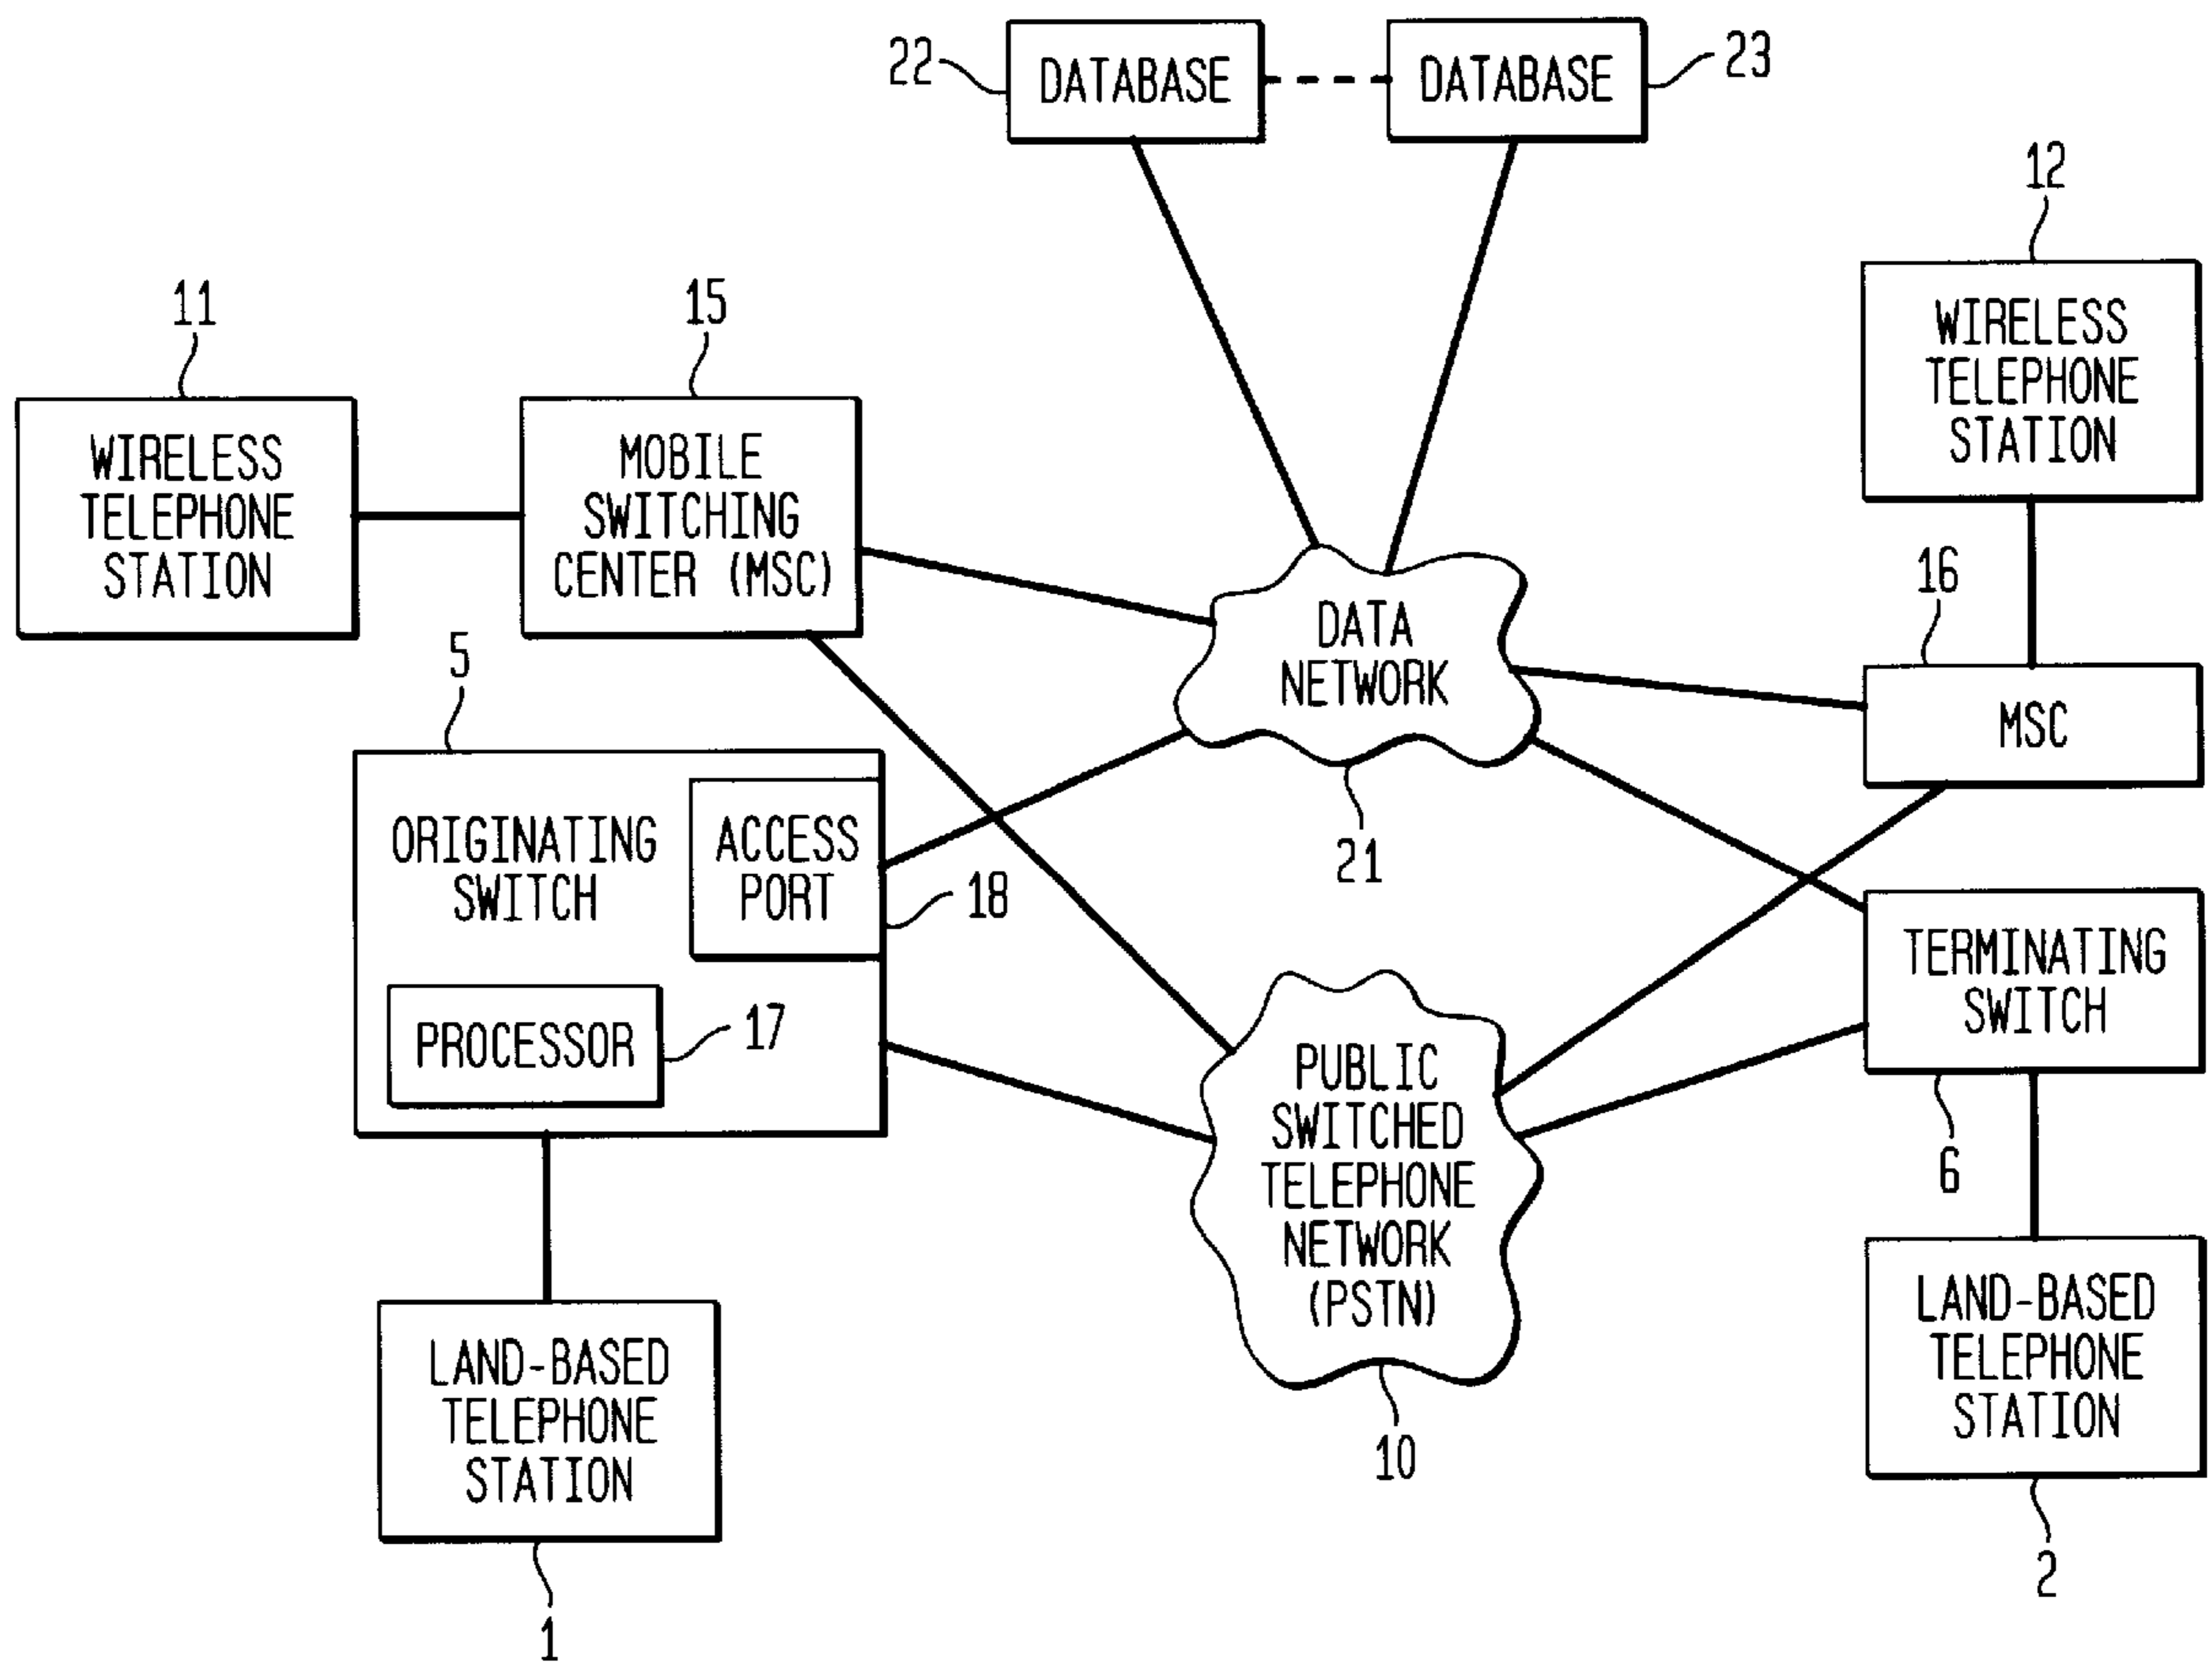 22
DATABASE
DATABASE
23
12
WIRELESS
TELEPHONE
STATION
11
WIRELESS
TELEPHONE
STATION
15
MOBILE
SWITCHING
CENTER (MSC)
DATA
NETWORK
21
16
MSC
5
ORIGINATING
SWITCH
ACCESS
PORT
18
PROCESSOR
17
TERMINATING
SWITCH
6
PUBLIC
SWITCHED
TELEPHONE
NETWORK
(PSTN)
10
LAND-BASED
TELEPHONE
STATION
1
LAND-BASED
TELEPHONE
STATION
2